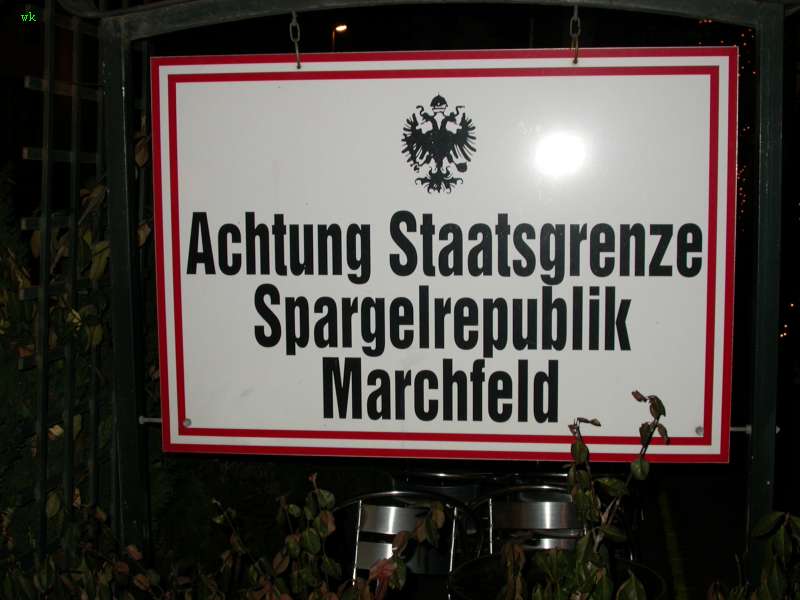 wk
Achtung Staatsgrenze
Spargelrepublik
Marchfeld